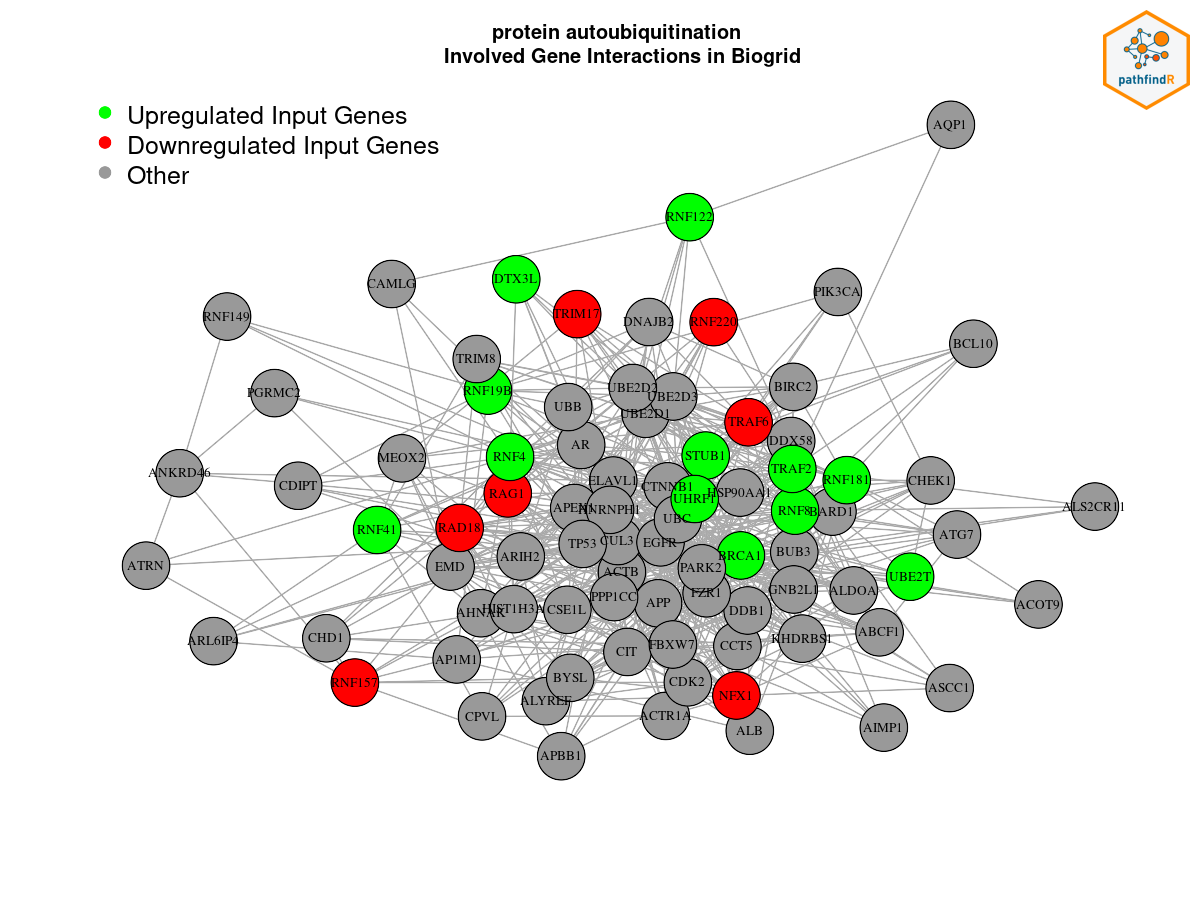 protein autoubiquitination
Involved Gene Interactions in Biogrid
pathfindR
Upregulated Input Genes
Downregulated Input Genes
Other
AQP1
RNF122
DTX3L
CAMLG
PIK3CA
RNF149
TRIM17
DNAJB2
RNF220
BCL10
TRIM8
PGRMC2
RNF19B
UBE2D2
UBE2D3
BIRC2
UBB
UBE2D1
TRAF6
AR
DDX58
MEOX2
RNF4
STUB1
ANKRD46
CDIPT
ELAVL1
CTNNB1
TRAF2
RNF181
CHEK1
RAG1
UHRF1
HSP90AA1
ALS2CR11
HNRNPH1
RNF8
BARD1
RNF41
RAD18
UBC
ATG7
TP53
CUL3
EGFR
ARIH2
BRCA1
BUB3
ATRN
EMD
ACTB
PARK2
UBE2T
PPP1CC
APP
FZR1
GNB2L1
ALDOA
ACOT9
AHNAK
HIST1H3A
CSE1L
DDB1
ARL6IP4
CHD1
KHDRBS1
ABCF1
AP1M1
CIT
FBXW7
CCT5
RNF157
BYSL
CDK2
NFX1
ASCC1
ALYREF
CPVL
ACTR1A
ALB
AIMP1
APBB1